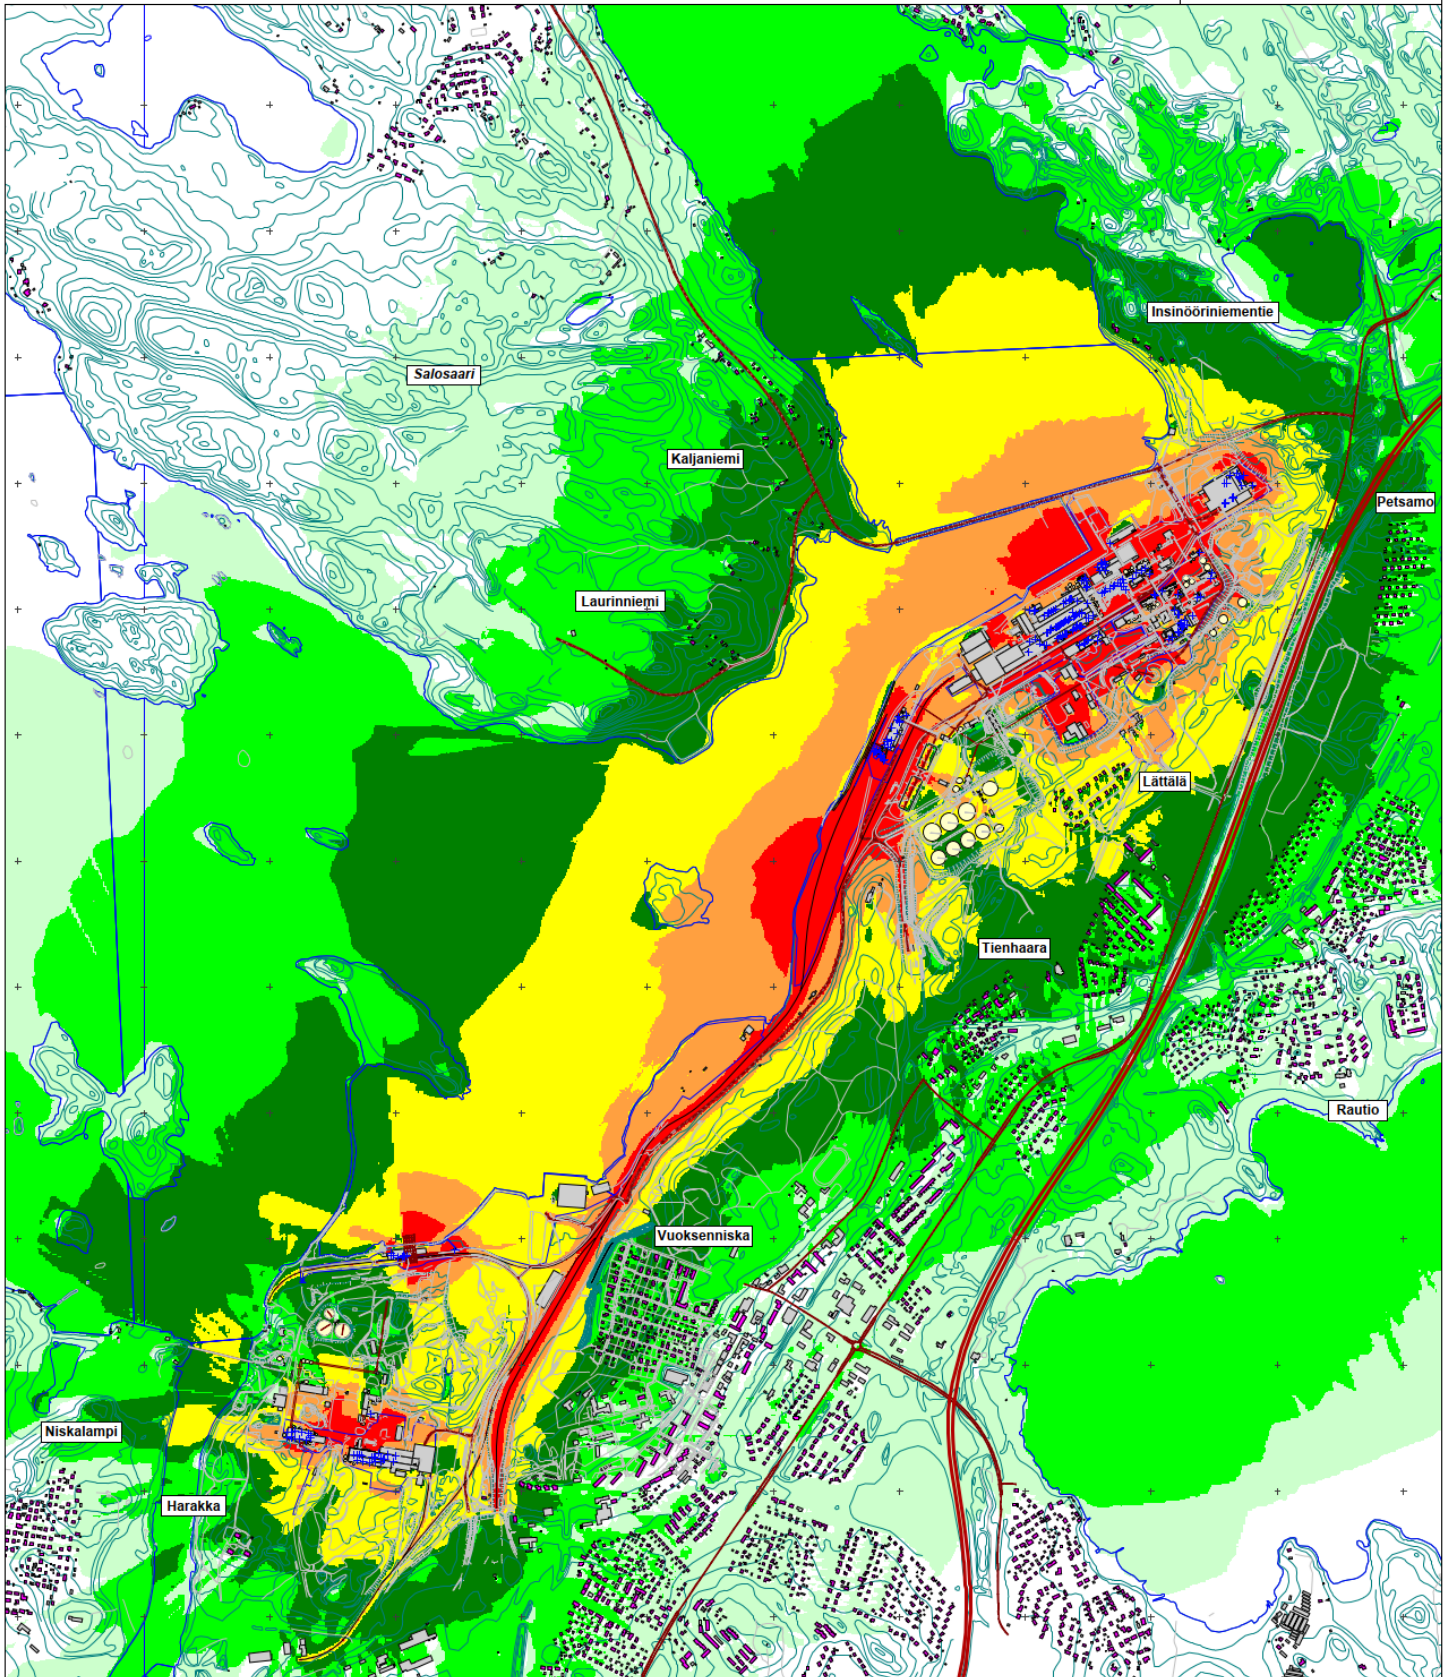 Insinööriniementie
Salosaari
Kaljaniemi
Petsamo
Laurinniemi
Lättälä
Tienhaara
Rautio
Vuoksenniska
Niskalampi
Harakka